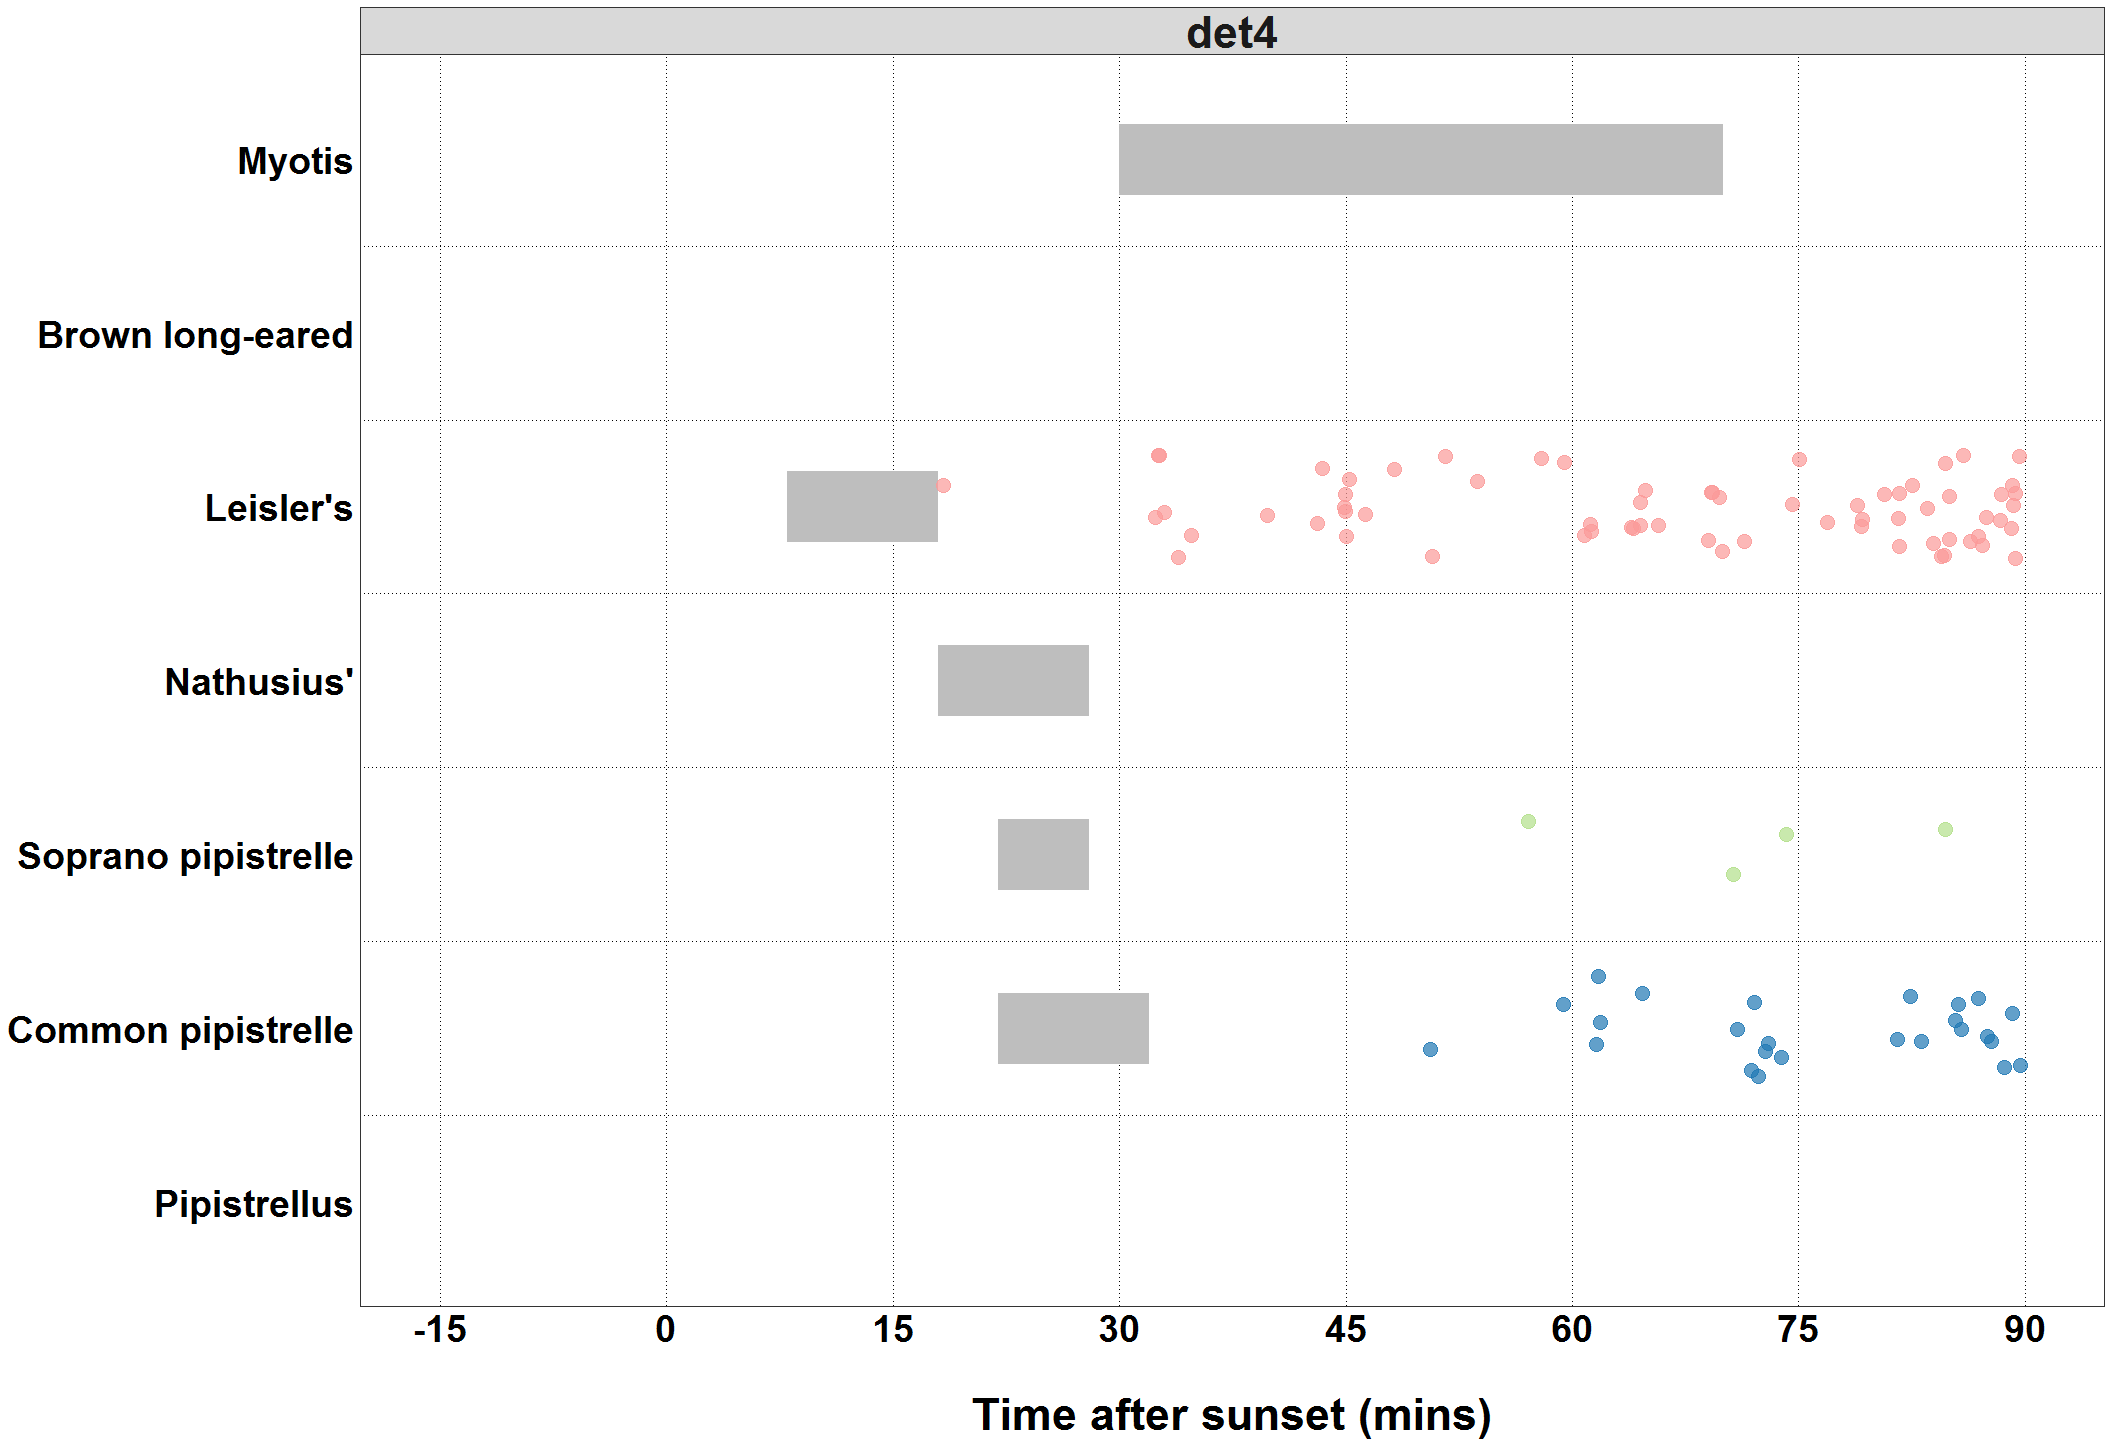 det4
Myotis
Brown long-eared
Leisler's
Nathusius'
Soprano pipistrelle
Common pipistrelle
Pipistrellus
-15 0 15 30 45 60 75 90
Time after sunset (mins)